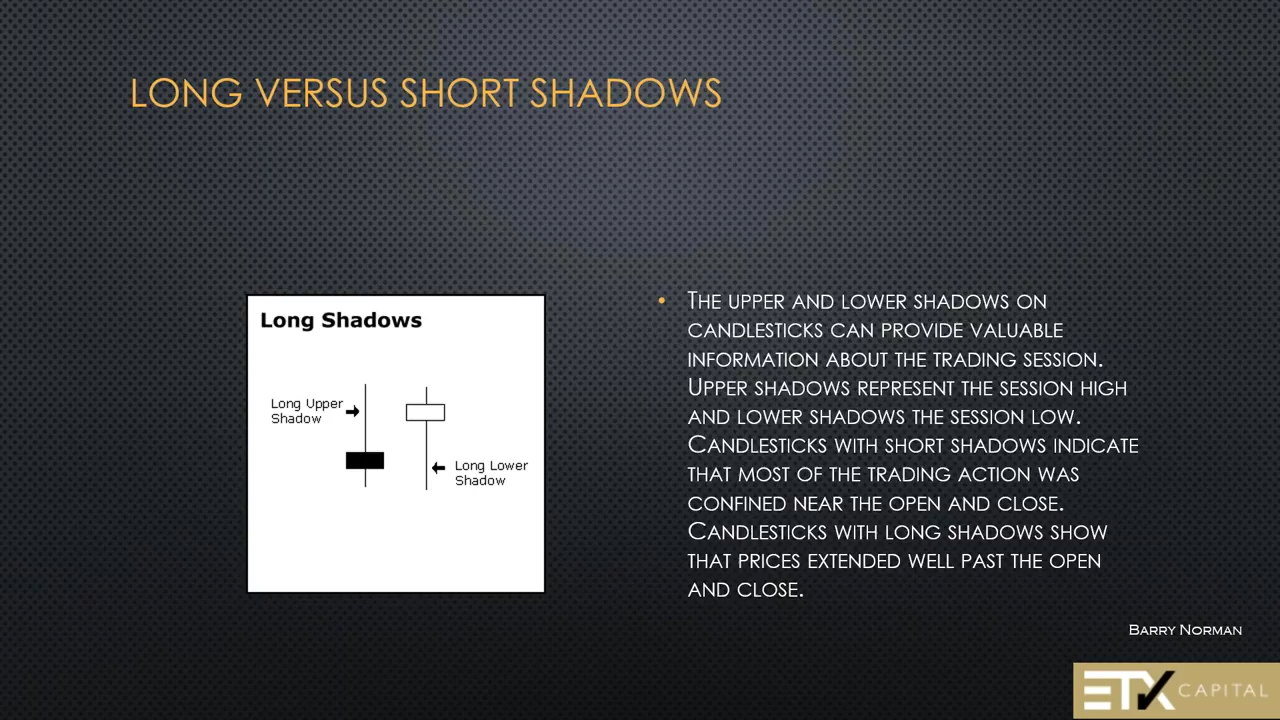 LONG VERSUS SHORT SHADOWS
Long Shadows
Long Upper
Shadow
Long Lower
Shadow
• THE UPPER AND LOWER SHADOWS ON
CANDLESTICKS CAN PROVIDE VALUABLE
INFORMATION ABOUT THE TRADING SESSION.
UPPER SHADOWS REPRESENT THE SESSION HIGH
AND LOWER SHADOWS THE SESSION LOW.
CANDLESTICKS WITH SHORT SHADOWS INDICATE
THAT MOST OF THE TRADING ACTION WAS
CONFINED NEAR THE OPEN AND CLOSE.
CANDLESTICKS WITH LONG SHADOWS SHOW
THAT PRICES EXTENDED WELL PAST THE OPEN
AND CLOSE.
BARRY NORMAN
ETX CAPITAL